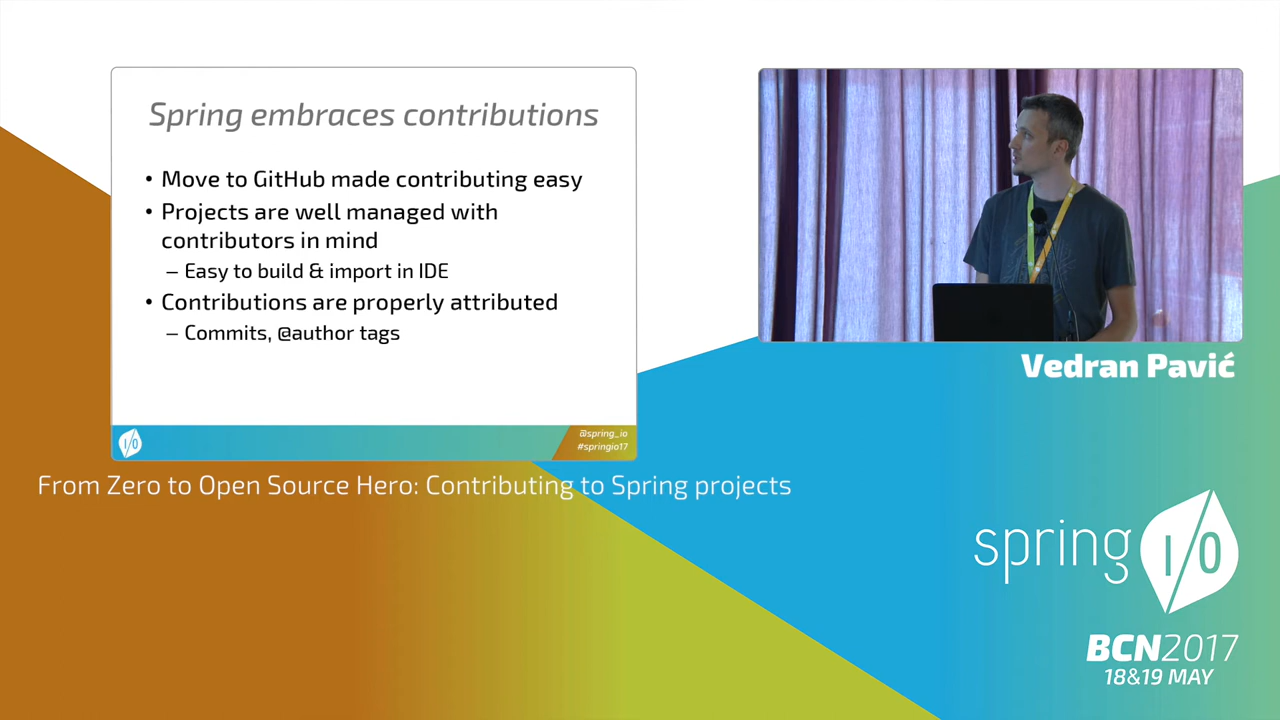 Spring embraces contributions
• Move to GitHub made contributing easy
• Projects are well managed with
contributors in mind
– Easy to build & import in IDE
• Contributions are properly attributed
– Commits, @author tags
I/O
@spring_io
#springio17
Vedran Pavić
From Zero to Open Source Hero: Contributing to Spring projects
spring I/O
BCN2017
18&19 MAY